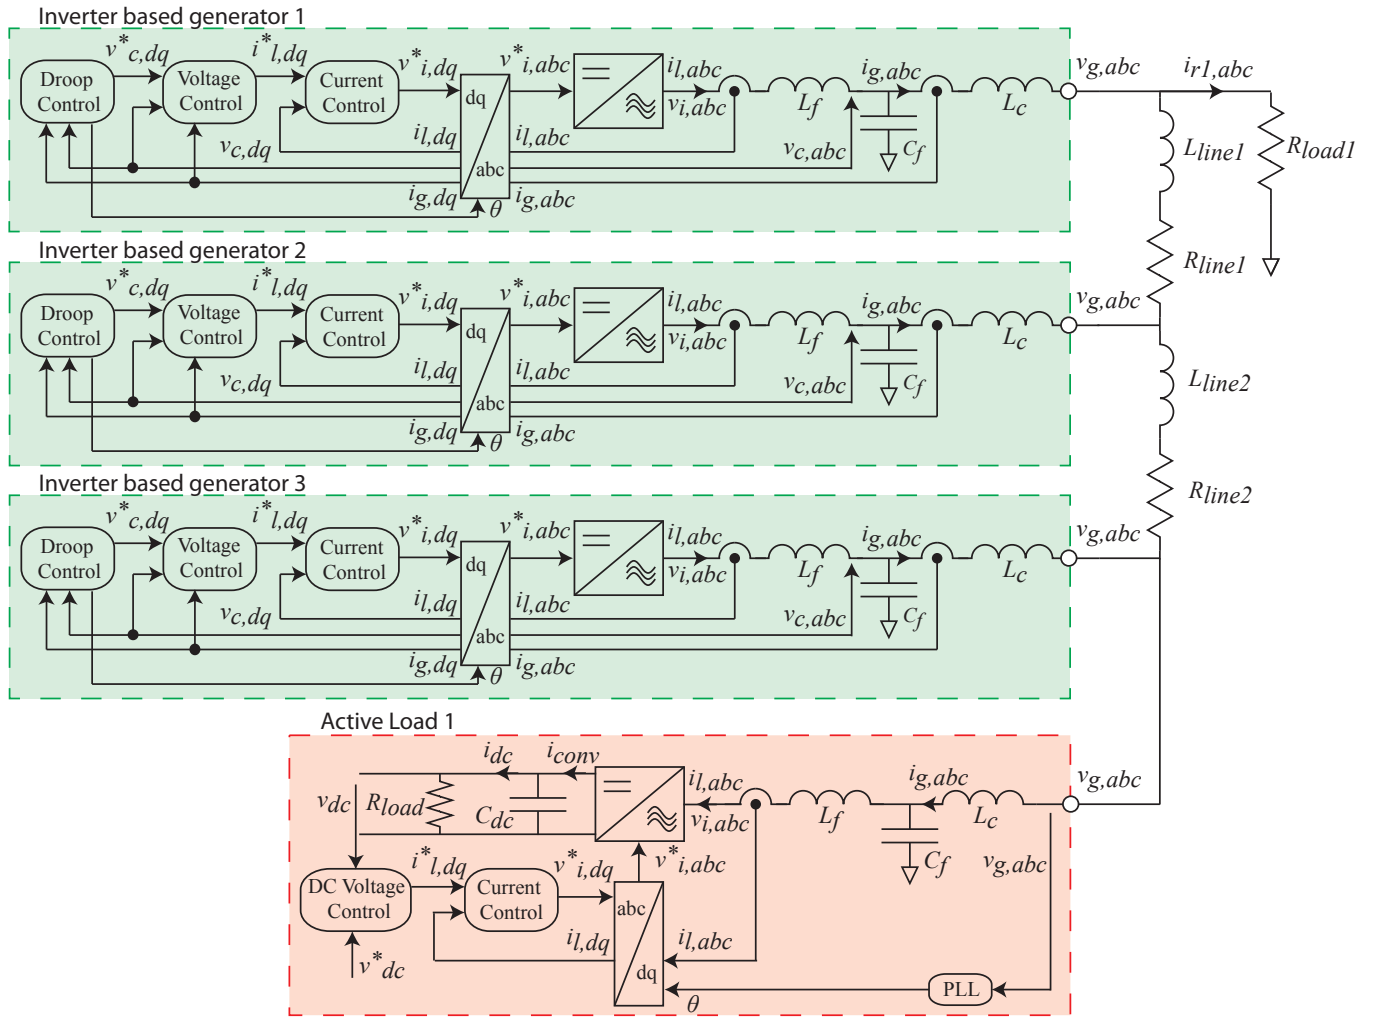 Inverter based generator 1
v*c,dq
i*l,dq
v*i,dq
v*i,abc
il,abc
ig,abc
vg,abc
ir1,abc
Droop
Control
Voltage
Control
Current
Control
dq
vi,abc
Lf
Lc
vc,dq
il,dq
il,abc
vc,abc
Cf
Lline1
Rload1
abc
ig,dq
θ
ig,abc
Rline1
Inverter based generator 2
v*c,dq
i*l,dq
v*i,dq
v*i,abc
il,abc
ig,abc
vg,abc
Droop
Control
Voltage
Control
Current
Control
dq
vi,abc
Lf
Lc
vc,dq
il,dq
il,abc
vc,abc
Cf
Lline2
abc
ig,dq
θ
ig,abc
Rline2
Inverter based generator 3
v*c,dq
i*l,dq
v*i,dq
v*i,abc
il,abc
ig,abc
vg,abc
Droop
Control
Voltage
Control
Current
Control
dq
vi,abc
Lf
Lc
vc,dq
il,dq
il,abc
vc,abc
Cf
abc
ig,dq
θ
ig,abc
Active Load 1
idc
iconv
il,abc
ig,abc
vg,abc
vdc
Rload
Cdc
vi,abc
Lf
Lc
Cf
vg,abc
i*l,dq
v*i,dq
v*i,abc
DC Voltage
Control
Current
Control
abc
il,dq
il,abc
v*dc
dq
θ
PLL